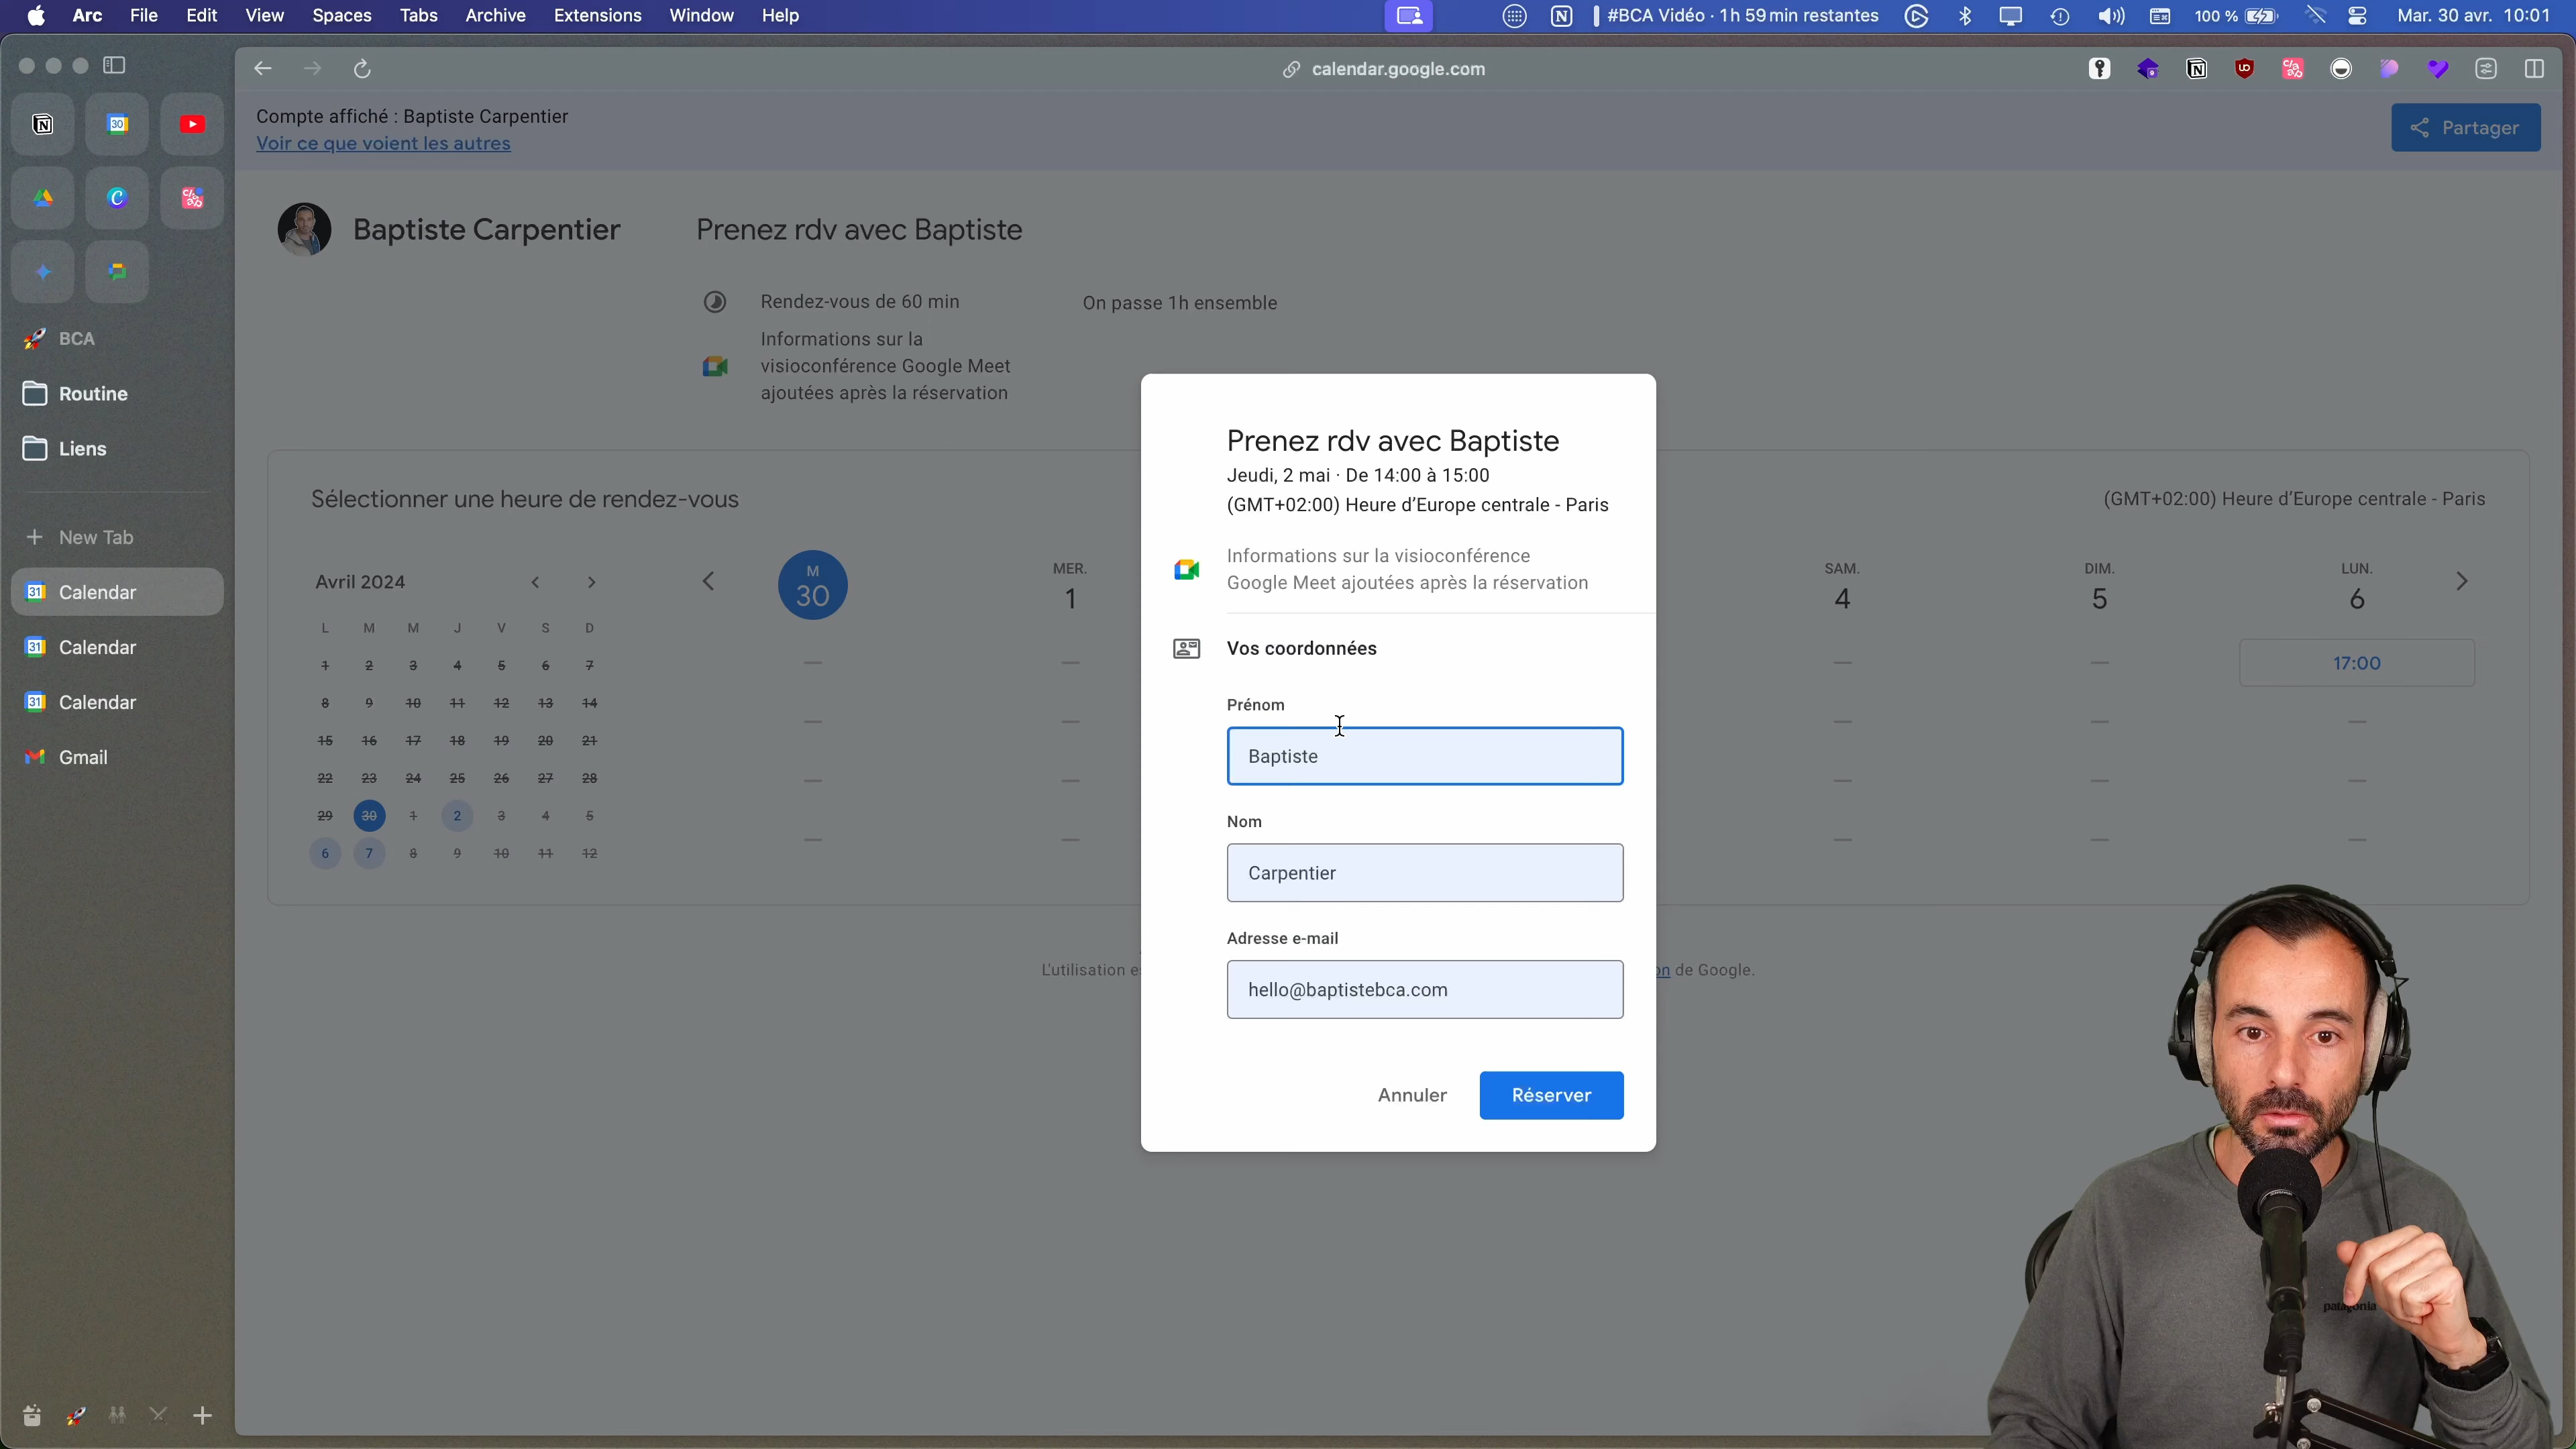 Arc File Edit View Spaces Tabs Archive Extensions Window Help
#BCA Vidéo · 1 h 59 min restantes
100 %
Mar. 30 avr. 10:01
calendar.google.com
Compte affiché : Baptiste Carpentier
Voir ce que voient les autres
Partager
30
BCA
Routine
Liens
New Tab
31 Calendar
31 Calendar
31 Calendar
Gmail
Baptiste Carpentier
Prenez rdv avec Baptiste
Rendez-vous de 60 min
On passe 1h ensemble
Informations sur la
visioconférence Google Meet
ajoutées après la réservation
Sélectionner une heure de rendez-vous
(GMT+02:00) Heure d’Europe centrale - Paris
Avril 2024
L M M J V S D
1 2 3 4 5 6 7
8 9 10 11 12 13 14
15 16 17 18 19 20 21
22 23 24 25 26 27 28
29 30 1 2 3 4 5
6 7 8 9 10 11 12
M
30
MER.
1
SAM.
4
DIM.
5
LUN.
6
17:00
L'utilisation
de Google.
Prenez rdv avec Baptiste
Jeudi, 2 mai · De 14:00 à 15:00
(GMT+02:00) Heure d’Europe centrale - Paris
Informations sur la visioconférence
Google Meet ajoutées après la réservation
Vos coordonnées
Prénom
Baptiste
Nom
Carpentier
Adresse e-mail
hello@baptistebca.com
Annuler
Réserver
patagonia